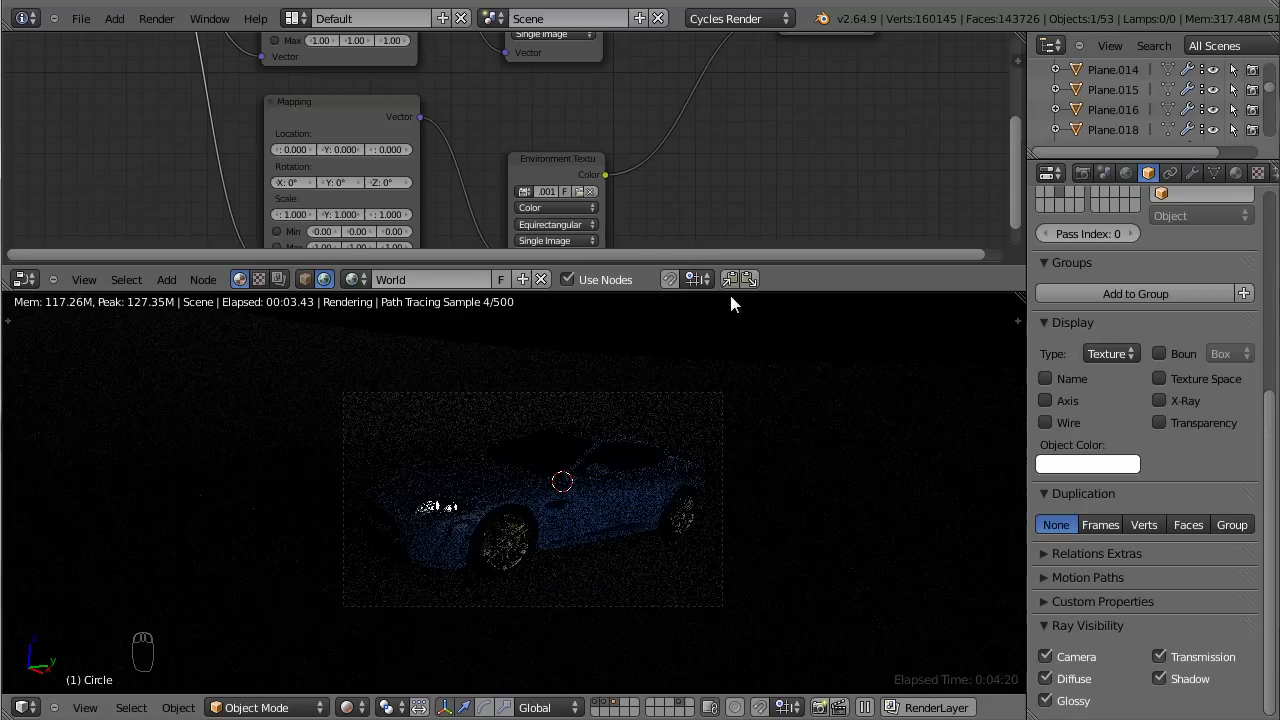 File Add Render Window Help Default Scene Cycles Render v2.64.9 | Verts:160145 | Faces:143726 | Objects:1/53 | Lamps:0/0 | Mem:317.48M (51
Max 1.00 1.00 1.00
Vector
Single Image
Vector
Mapping
Vector
Location:
: 0.000 Y: 0.000 : 0.000
Rotation:
X: 0° Y: 0° Z: 0°
Scale:
: 1.000 Y: 1.000 : 1.000
Min -0.00 -0.00 0.00
Max 1.00 1.00 1.00
Environment Textu
Color
.001 F
Color
Equirectangular
Single Image
View Select Add Node World F Use Nodes
Mem: 117.26M, Peak: 127.35M | Scene | Elapsed: 00:03.43 | Rendering | Path Tracing Sample 4/500
z
y
x
(1) Circle
Elapsed Time: 0:04:20
View Select Object Object Mode Global RenderLayer
View Search All Scenes
Plane.014
Plane.015
Plane.016
Plane.018
Object
Pass Index: 0
Groups
Add to Group
Display
Type: Texture Boun Box
Name Texture Space
Axis X-Ray
Wire Transparency
Object Color:
Duplication
None Frames Verts Faces Group
Relations Extras
Motion Paths
Custom Properties
Ray Visibility
Camera Transmission
Diffuse Shadow
Glossy